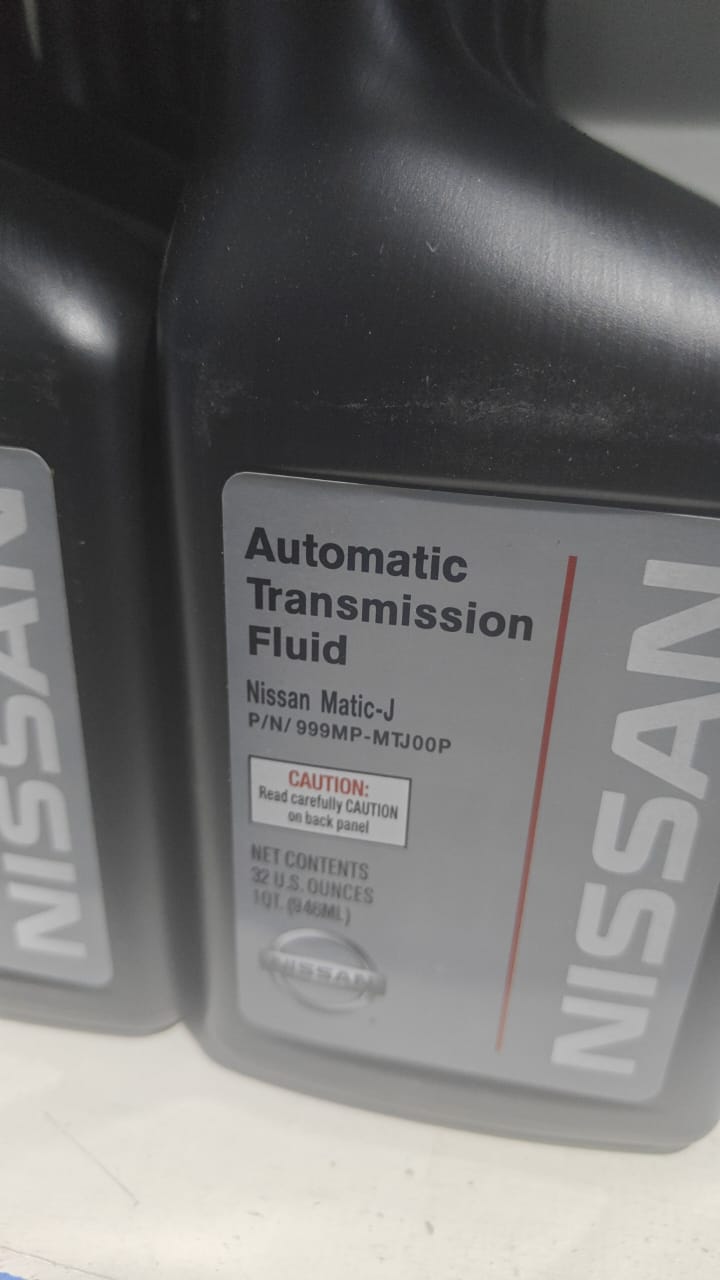 Automatic
Transmission
Fluid
Nissan Matic-J
P/N/ 999MP-MTJ00P
CAUTION:
Read carefully CAUTION
on back panel
NET CONTENTS
32 U.S. OUNCES
1QT. (946ML)
NISSAN
NISSAN
NISSAN